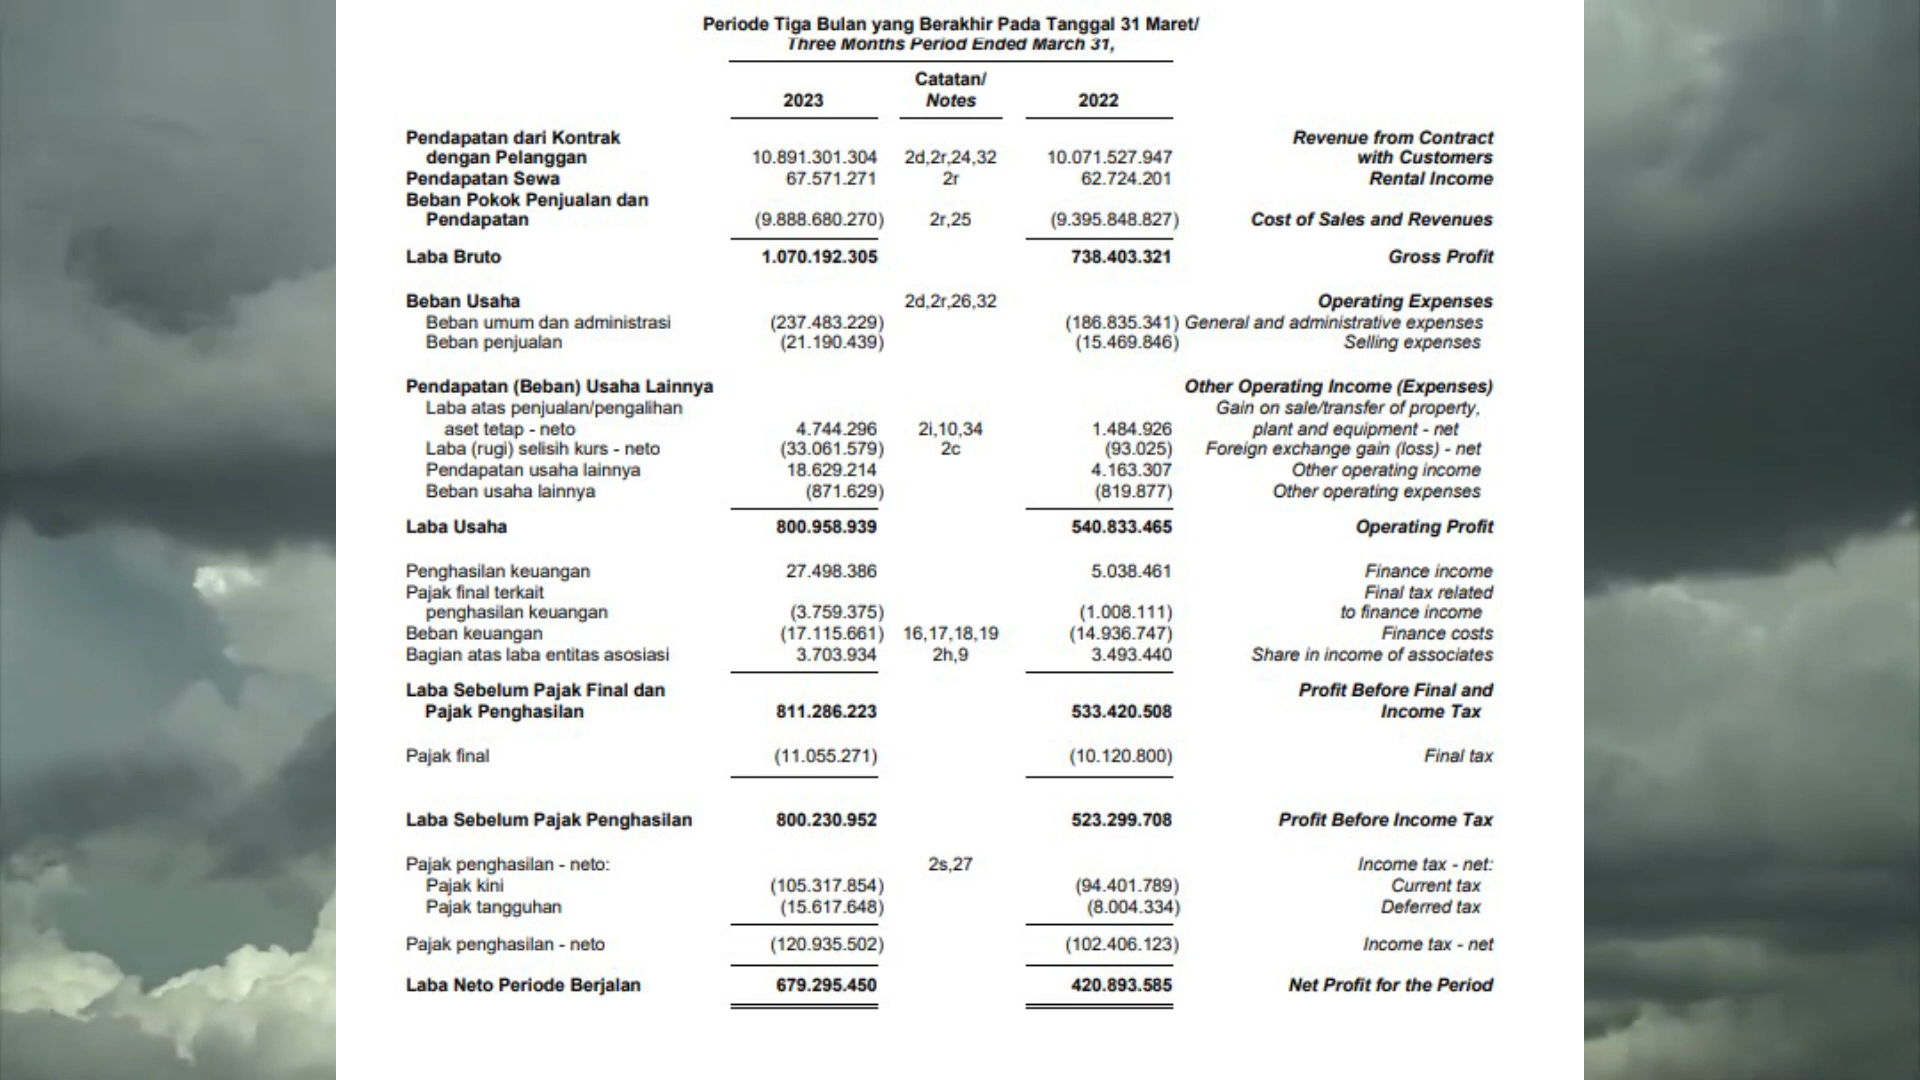 Periode Tiga Bulan yang Berakhir Pada Tanggal 31 Maret/
Three Months Period Ended March 31,
Catatan/
2023 Notes 2022
Pendapatan dari Kontrak Revenue from Contract
dengan Pelanggan 10.891.301.304 2d,2r,24,32 10.071.527.947 with Customers
Pendapatan Sewa 67.571.271 2r 62.724.201 Rental Income
Beban Pokok Penjualan dan
Pendapatan (9.888.680.270) 2r,25 (9.395.848.827) Cost of Sales and Revenues
Laba Bruto 1.070.192.305 738.403.321 Gross Profit
Beban Usaha 2d,2r,26,32 Operating Expenses
Beban umum dan administrasi (237.483.229) (186.835.341) General and administrative expenses
Beban penjualan (21.190.439) (15.469.846) Selling expenses
Pendapatan (Beban) Usaha Lainnya Other Operating Income (Expenses)
Laba atas penjualan/pengalihan Gain on sale/transfer of property,
aset tetap - neto 4.744.296 2i,10,34 1.484.926 plant and equipment - net
Laba (rugi) selisih kurs - neto (33.061.579) 2c (93.025) Foreign exchange gain (loss) - net
Pendapatan usaha lainnya 18.629.214 4.163.307 Other operating income
Beban usaha lainnya (871.629) (819.877) Other operating expenses
Laba Usaha 800.958.939 540.833.465 Operating Profit
Penghasilan keuangan 27.498.386 5.038.461 Finance income
Pajak final terkait Final tax related
penghasilan keuangan (3.759.375) (1.008.111) to finance income
Beban keuangan (17.115.661) 16,17,18,19 (14.936.747) Finance costs
Bagian atas laba entitas asosiasi 3.703.934 2h,9 3.493.440 Share in income of associates
Laba Sebelum Pajak Final dan Profit Before Final and
Pajak Penghasilan 811.286.223 533.420.508 Income Tax
Pajak final (11.055.271) (10.120.800) Final tax
Laba Sebelum Pajak Penghasilan 800.230.952 523.299.708 Profit Before Income Tax
Pajak penghasilan - neto: 2s,27 Income tax - net:
Pajak kini (105.317.854) (94.401.789) Current tax
Pajak tangguhan (15.617.648) (8.004.334) Deferred tax
Pajak penghasilan - neto (120.935.502) (102.406.123) Income tax - net
Laba Neto Periode Berjalan 679.295.450 420.893.585 Net Profit for the Period